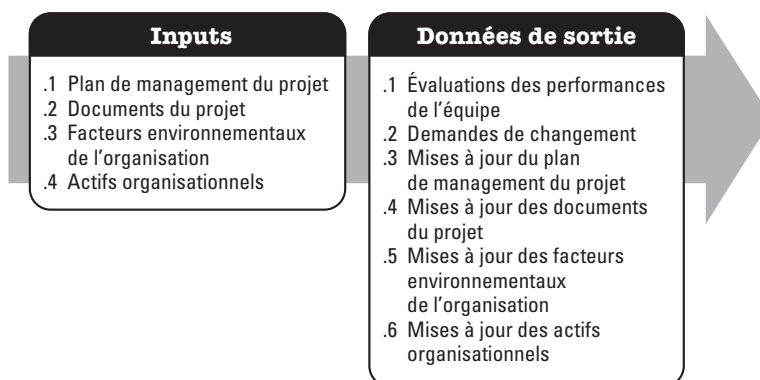 Inputs
.1 Plan de management du projet
.2 Documents du projet
.3 Facteurs environnementaux
de l’organisation
.4 Actifs organisationnels
Données de sortie
.1 Évaluations des performances
de l’équipe
.2 Demandes de changement
.3 Mises à jour du plan
de management du projet
.4 Mises à jour des documents
du projet
.5 Mises à jour des facteurs
environnementaux
de l’organisation
.6 Mises à jour des actifs
organisationnels